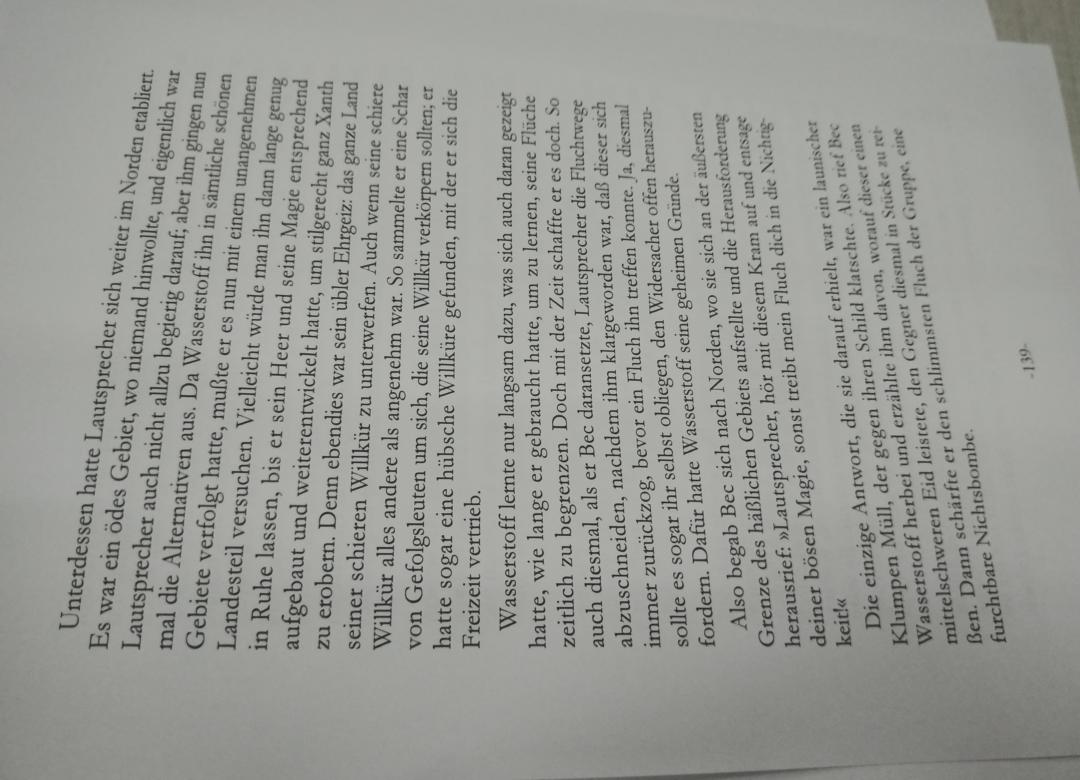 Unterdessen hatte Lautsprecher sich weiter im Norden etabliert.
Es war ein ödes Gebiet, wo niemand hinwollte, und eigentlich war
Lautsprecher auch nicht allzu begierig darauf; aber ihm gingen nun
mal die Alternativen aus. Da Wasserstoff ihn in sämtliche schönen
Gebiete verfolgt hatte, mußte er es nun mit einem unangenehmen
Landesteil versuchen. Vielleicht würde man ihn dann lange genug
in Ruhe lassen, bis er sein Heer und seine Magie entsprechend
aufgebaut und weiterentwickelt hatte, um stilgerecht ganz Xanth
zu erobern. Denn ebendies war sein übler Ehrgeiz: das ganze Land
seiner schieren Willkür zu unterwerfen. Auch wenn seine schiere
Willkür alles andere als angenehm war. So sammelte er eine Schar
von Gefolgsleuten um sich, die seine Willkür verkörpern sollten; er
hatte sogar eine hübsche Willküre gefunden, mit der er sich die
Freizeit vertrieb.
Wasserstoff lernte nur langsam dazu, was sich auch daran gezeigt
hatte, wie lange er gebraucht hatte, um zu lernen, seine Flüche
zeitlich zu begrenzen. Doch mit der Zeit schaffte er es doch. So
auch diesmal, als er Bec daransetzte, Lautsprecher die Fluchtwege
abzuschneiden, nachdem ihm klargeworden war, daß dieser sich
immer zurückzog, bevor ein Fluch ihn treffen konnte. Ja, diesmal
sollte es sogar ihr selbst obliegen, den Widersacher offen herauszu-
fordern. Dafür hatte Wasserstoff seine geheimen Gründe.
Also begab Bec sich nach Norden, wo sie sich an der äußersten
Grenze des häßlichen Gebiets aufstellte und die Herausforderung
herausrief: »Lautsprecher, hör mit diesem Kram auf und entsage
deiner bösen Magie, sonst treibt mein Fluch dich in die Nichtig-
keit!«
Die einzige Antwort, die sie darauf erhielt, war ein launischer
Klumpen Müll, der gegen ihren Schild klatschte. Also rief Bec
Wasserstoff herbei und erzählte ihm davon, worauf dieser einen
mittelschweren Eid leistete, den Gegner diesmal in Stücke zu rei-
ßen. Dann schärfte er den schlimmsten Fluch der Gruppe, eine
furchtbare Nichtsbombe.
-139-